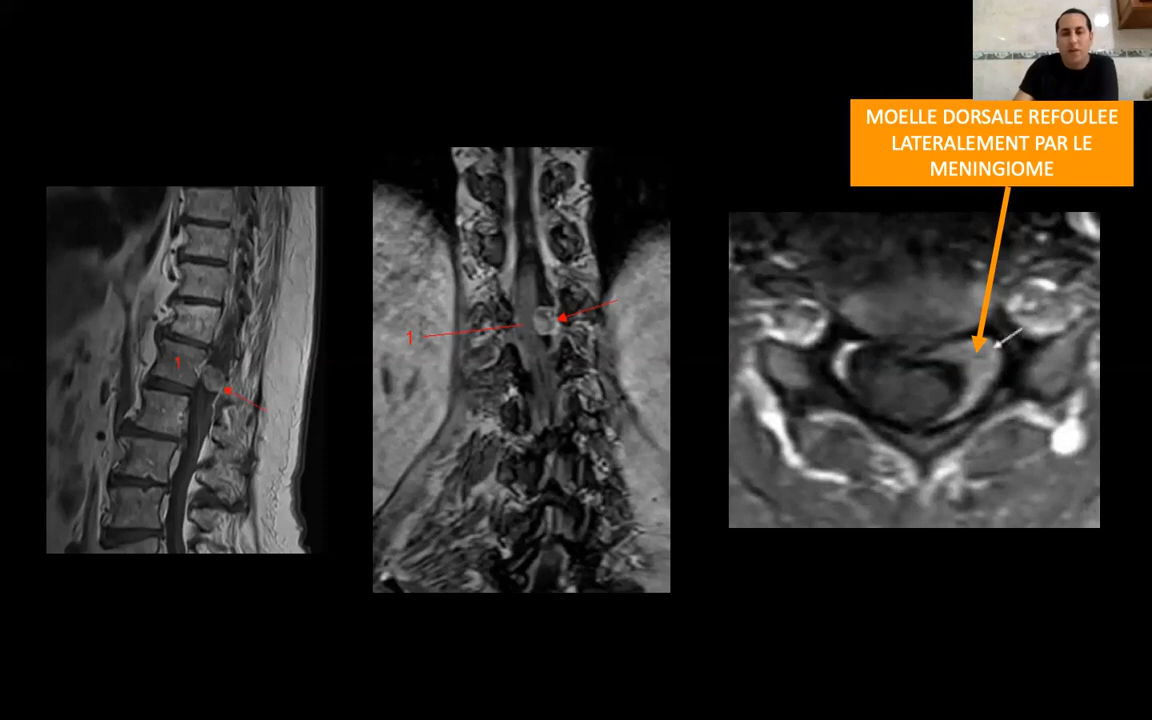 MOELLE DORSALE REFOULEE
LATERALEMENT PAR LE
MENINGIOME
1
1